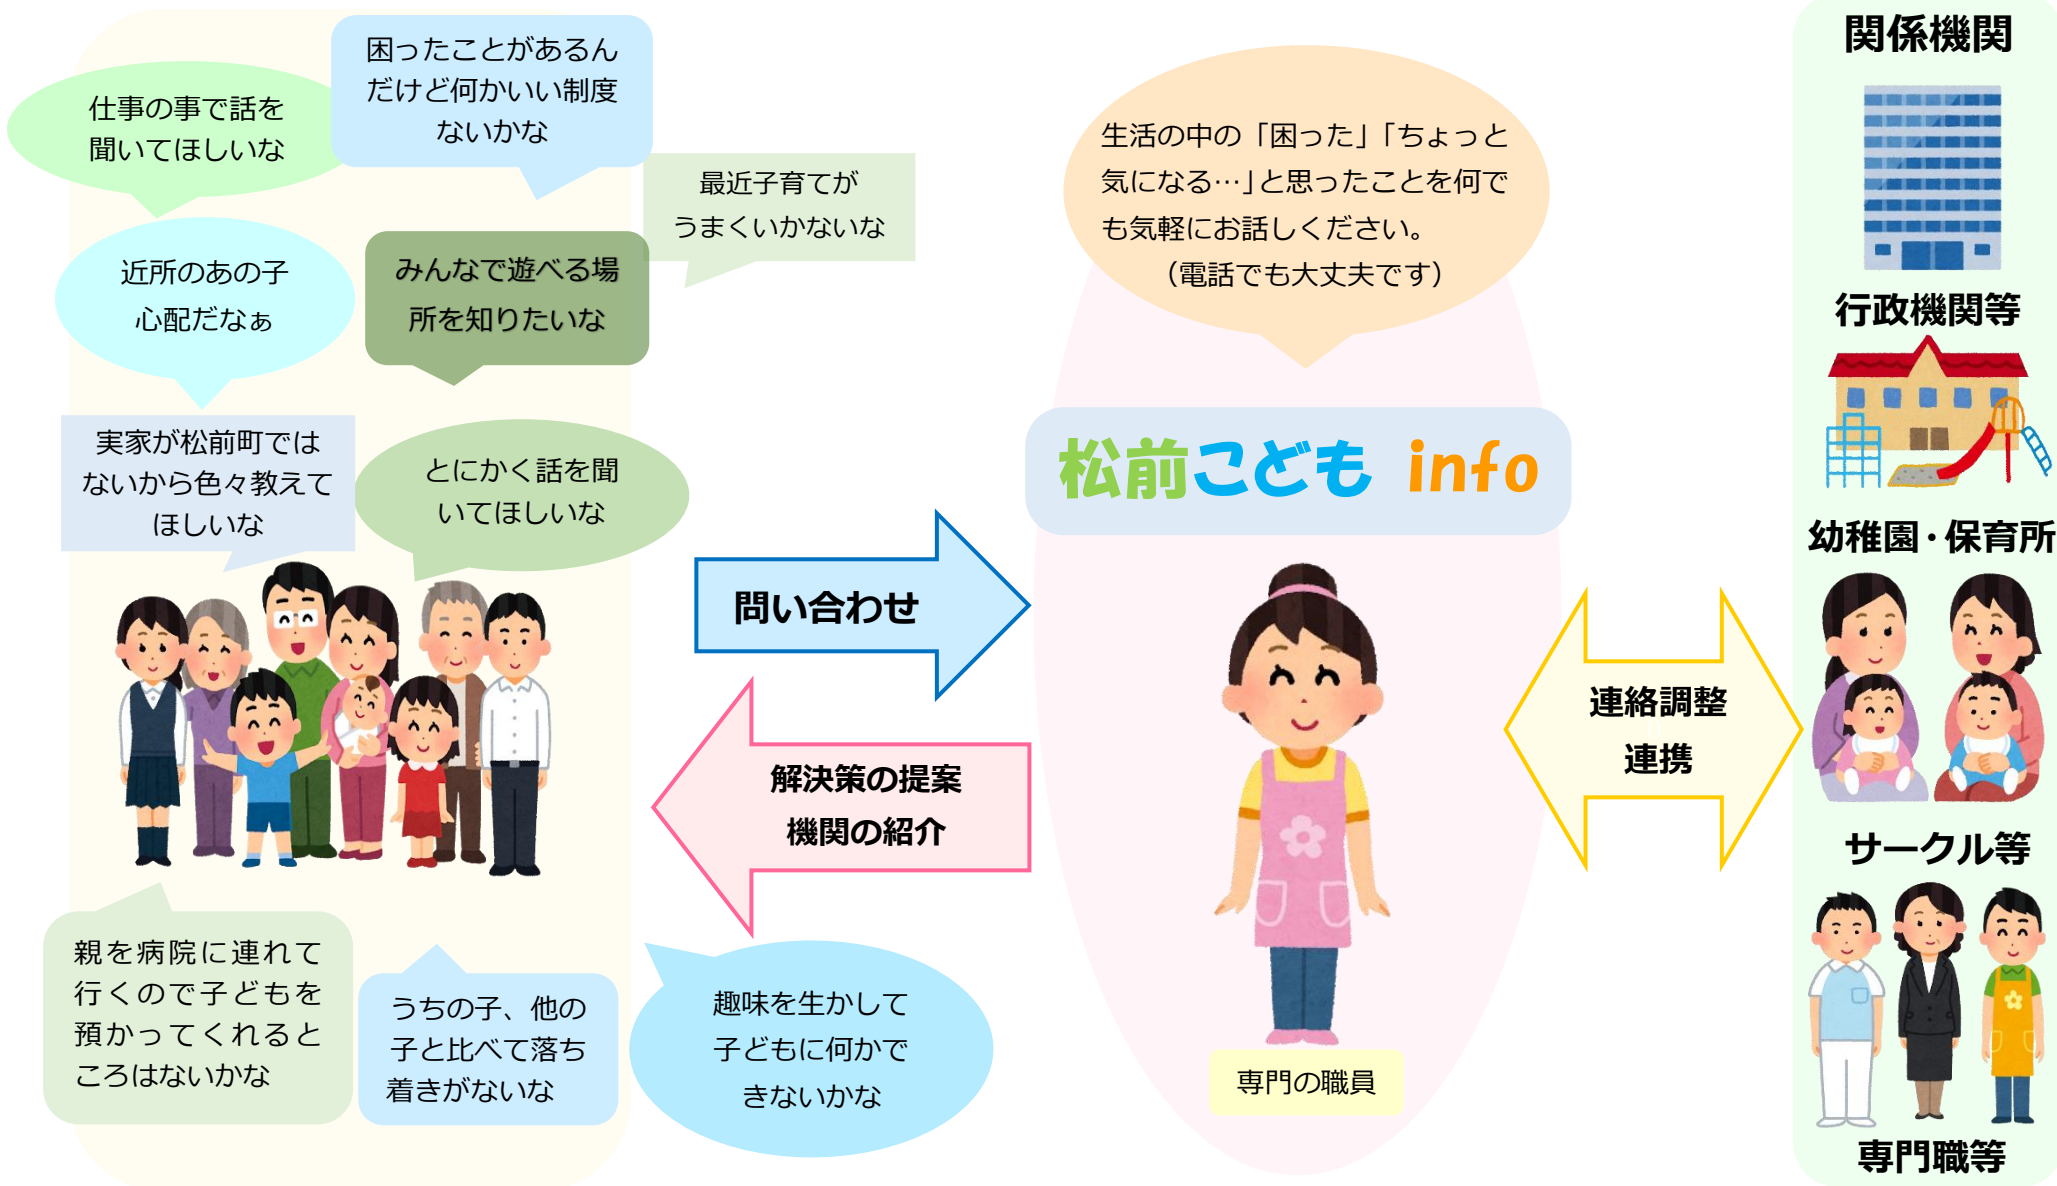 仕事の事で話を
聞いてほしいな
困ったことがあるん
だけど何かいい制度
ないかな
最近子育てが
うまくいかないな
近所のあの子
心配だなぁ
みんなで遊べる場
所を知りたいな
実家が松前町では
ないから色々教えて
ほしいな
とにかく話を聞
いてほしいな
親を病院に連れて
行くので子どもを
預かってくれると
ころはないかな
うちの子、他の
子と比べて落ち
着きがないな
趣味を生かして
子どもに何かで
きないかな
問い合わせ
解決策の提案
機関の紹介
生活の中の「困った」「ちょっと
気になる…」と思ったことを何で
も気軽にお話しください。
（電話でも大丈夫です）
松前こども info
専門の職員
連絡調整
連携
関係機関
行政機関等
幼稚園・保育所
サークル等
専門職等